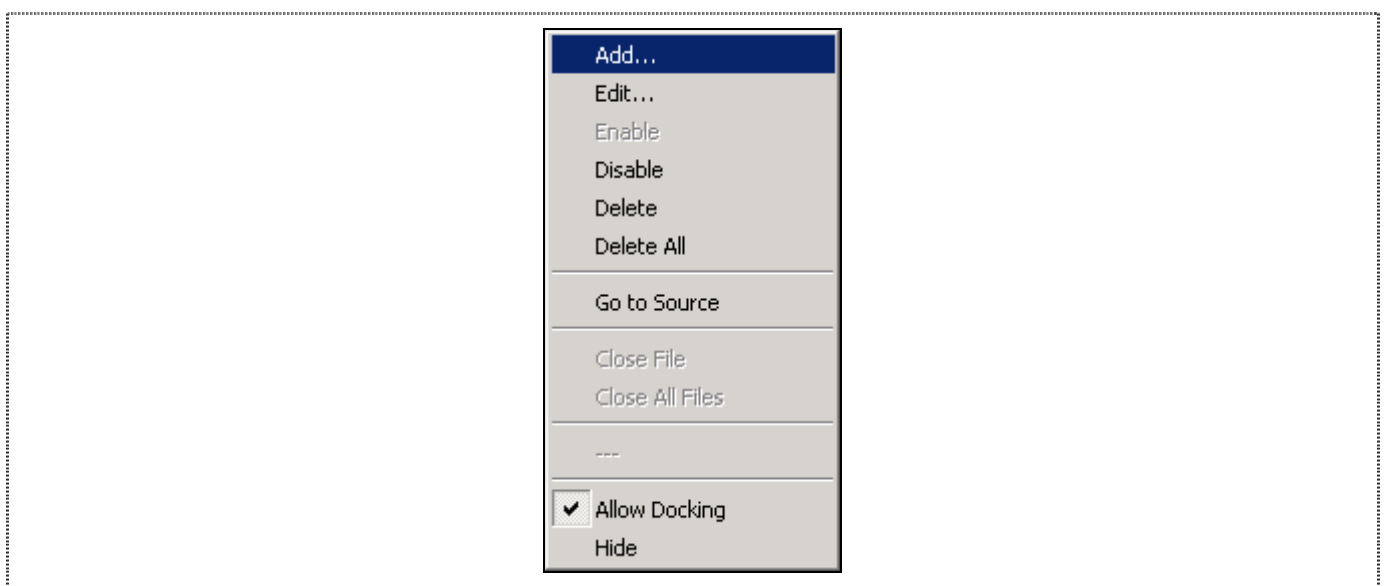 Add...
Edit...
Enable
Disable
Delete
Delete All
Go to Source
Close File
Close All Files
---
Allow Docking
Hide